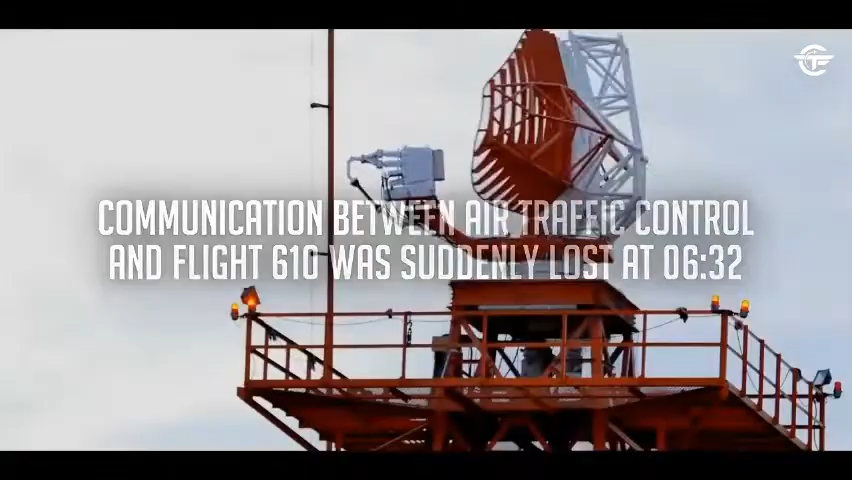 COMMUNICATION BETWEEN AIR TRAFFIC CONTROL
AND FLIGHT 610 WAS SUDDENLY LOST AT 06:32